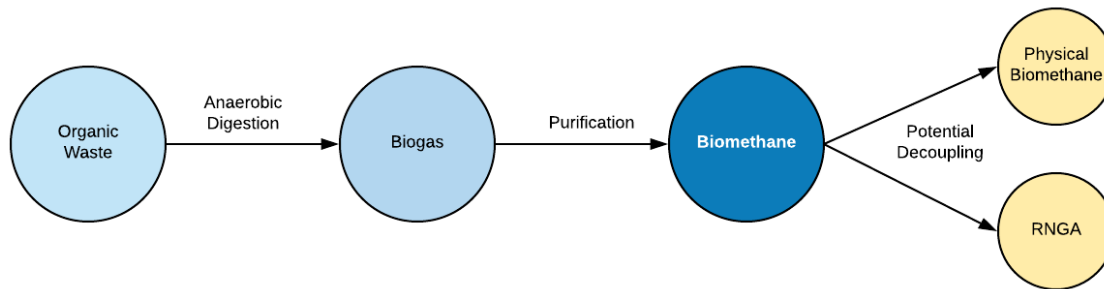 Organic
Waste
Anaerobic
Digestion
Biogas
Purification
Biomethane
Potential
Decoupling
Physical
Biomethane
RNGA